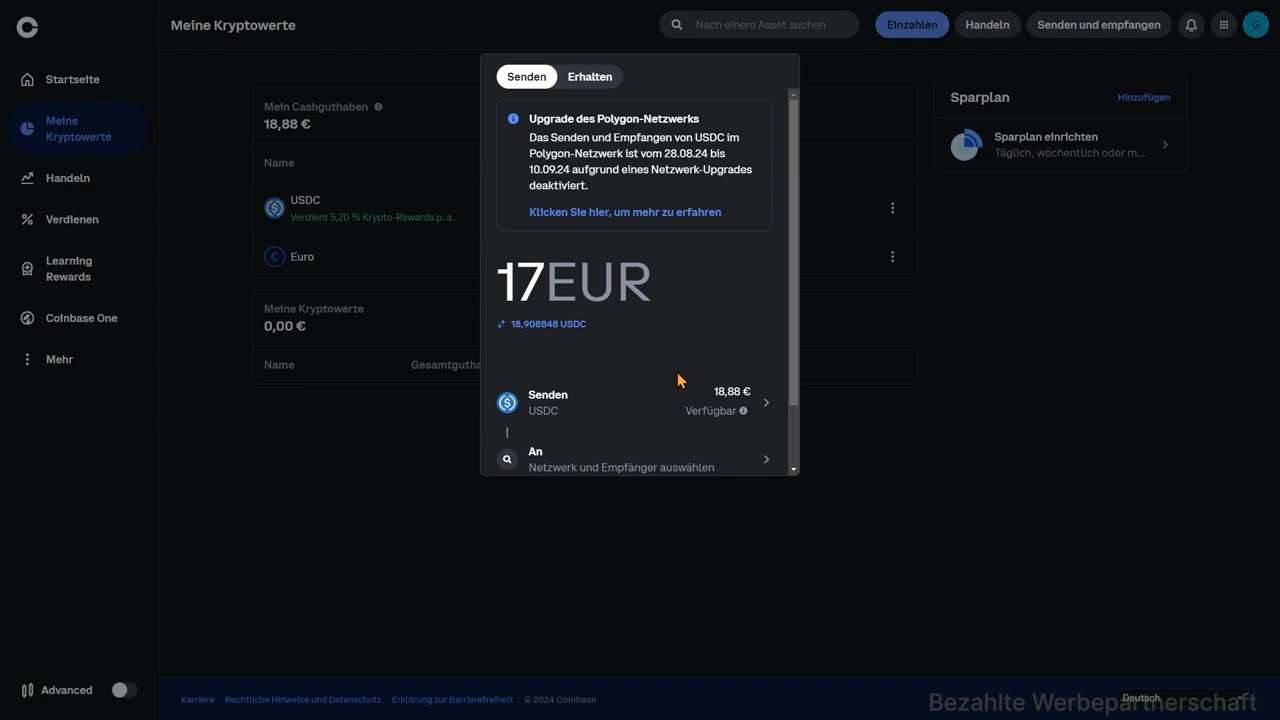 Meine Kryptowerte
Nach einem Asset suchen
Einzahlen
Handeln
Senden und empfangen
G
Startseite
Meine
Kryptowerte
Handeln
Verdienen
Learning
Rewards
Coinbase One
Mehr
Advanced
Mein Cashguthaben
18,88 €
Name
USDC
Verdient 5,20 % Krypto-Rewards p. a.
Euro
Meine Kryptowerte
0,00 €
Name
Gesamtgutha
Senden
Erhalten
Upgrade des Polygon-Netzwerks
Das Senden und Empfangen von USDC im
Polygon-Netzwerk ist vom 28.08.24 bis
10.09.24 aufgrund eines Netzwerk-Upgrades
deaktiviert.
Klicken Sie hier, um mehr zu erfahren
17EUR
18,908848 USDC
Senden
USDC
18,88 €
Verfügbar
An
Netzwerk und Empfänger auswählen
Sparplan
Hinzufügen
Sparplan einrichten
Täglich, wöchentlich oder m...
Karriere
Rechtliche Hinweise und Datenschutz
Erklärung zur Barrierefreiheit
© 2024 Coinbase
Deutsch
Bezahlte Werbepartnerschaft